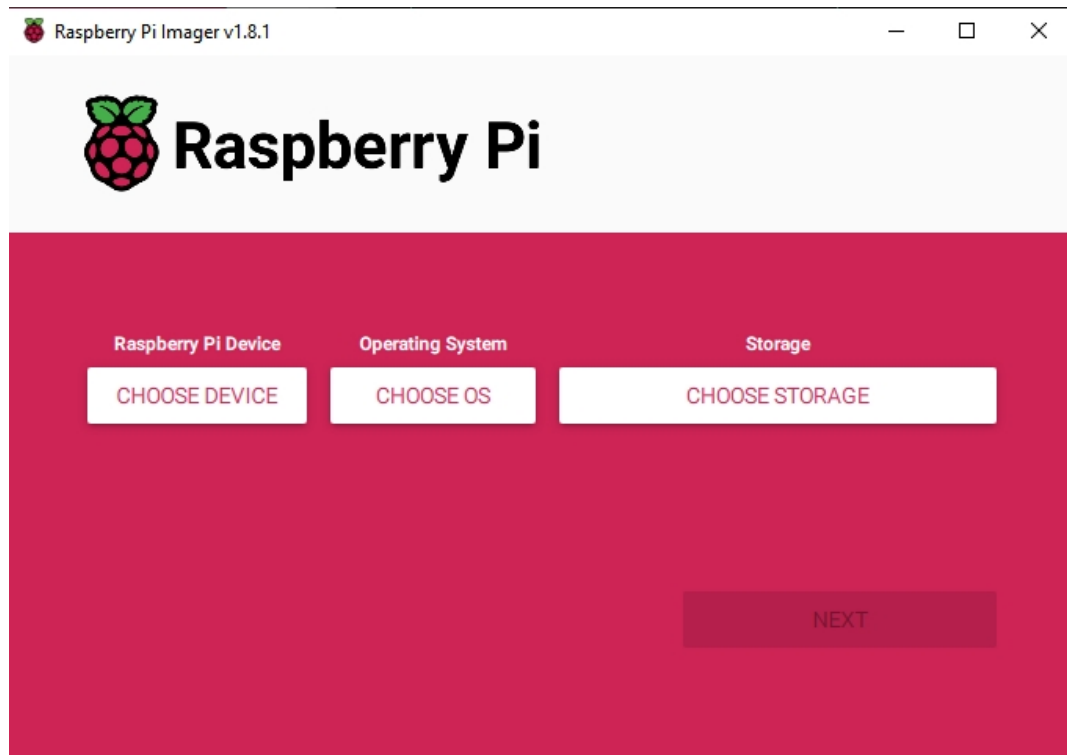 Raspberry Pi Imager v1.8.1
Raspberry Pi
Raspberry Pi Device
Operating System
Storage
CHOOSE DEVICE
CHOOSE OS
CHOOSE STORAGE
NEXT